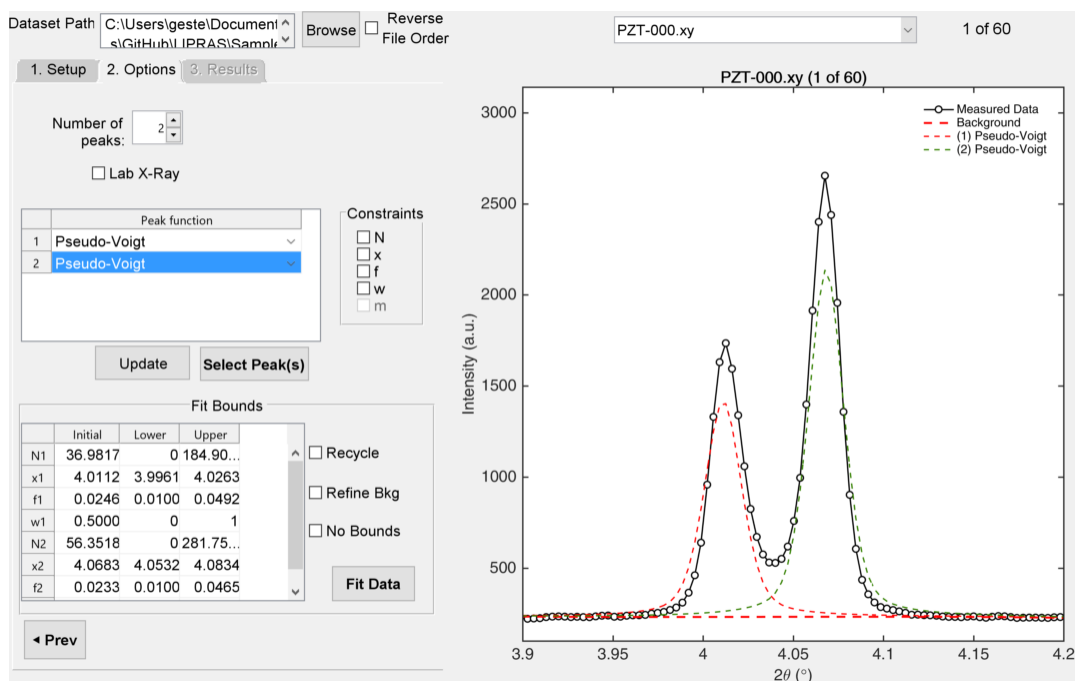 Dataset Path
C:\Users\geste\Document
s\GitHub\LIPRAS\Sample
Browse
Reverse
File Order
PZT-000.xy
1 of 60
1. Setup
2. Options
3. Results
Number of
peaks:
2
Lab X-Ray
Peak function
1 Pseudo-Voigt
2 Pseudo-Voigt
Constraints
N
x
f
w
m
Update
Select Peak(s)
Fit Bounds
Initial Lower Upper
N1 36.9817 0 184.90...
x1 4.0112 3.9961 4.0263
f1 0.0246 0.0100 0.0492
w1 0.5000 0 1
N2 56.3518 0 281.75...
x2 4.0683 4.0532 4.0834
f2 0.0233 0.0100 0.0465
Recycle
Refine Bkg
No Bounds
Fit Data
Prev
PZT-000.xy (1 of 60)
Measured Data
Background
(1) Pseudo-Voigt
(2) Pseudo-Voigt
3000
2500
2000
1500
1000
500
Intensity (a.u.)
3.9 3.95 4 4.05 4.1 4.15 4.2
2θ (°)